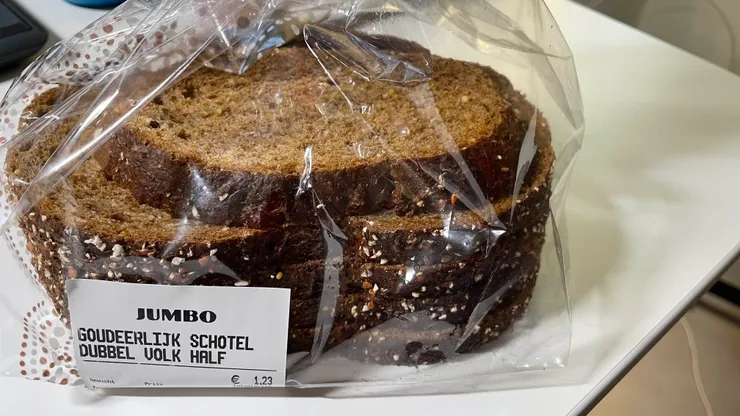 JUMBO
GOUDEERLIJK SCHOTEL
DUBBEL VOLK HALF
€ 1,23